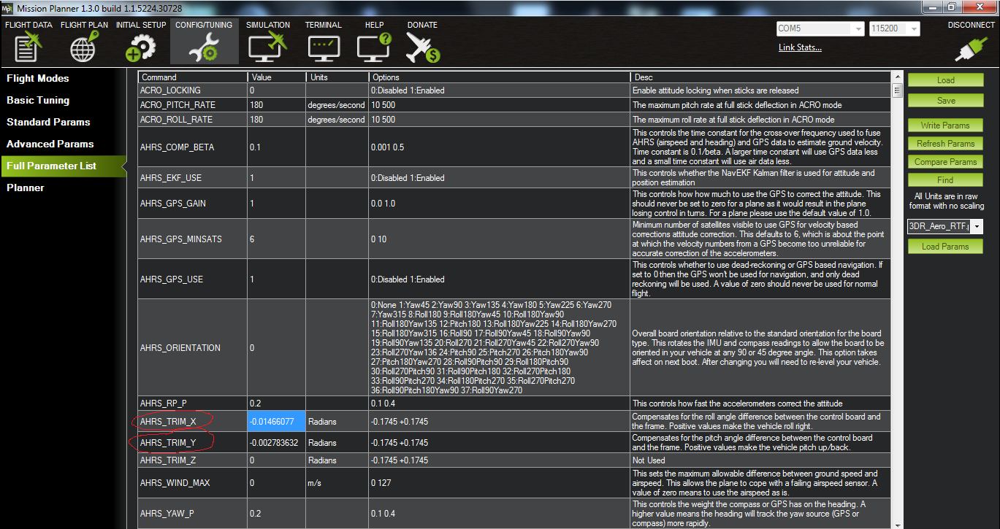 Mission Planner 1.3.0 build 1.1.5224.30728
FLIGHT DATA FLIGHT PLAN INITIAL SETUP CONFIG/TUNING SIMULATION TERMINAL HELP DONATE
COM5 115200 DISCONNECT
Link Stats...
Flight Modes
Basic Tuning
Standard Params
Advanced Params
Full Parameter List
Planner
Command Value Units Options Desc
ACRO_LOCKING 0 0:Disabled 1:Enabled Enable attitude locking when sticks are released
ACRO_PITCH_RATE 180 degrees/second 10 500 The maximum pitch rate at full stick deflection in ACRO mode
ACRO_ROLL_RATE 180 degrees/second 10 500 The maximum roll rate at full stick deflection in ACRO mode
AHRS_COMP_BETA 0.1 0.001 0.5
This controls the time constant for the cross-over frequency used to fuse
AHRS (airspeed and heading) and GPS data to estimate ground velocity.
Time constant is 0.1/beta. A larger time constant will use GPS data less
and a small time constant will use air data less.
AHRS_EKF_USE 1 0:Disabled 1:Enabled
This controls whether the NavEKF Kalman filter is used for attitude and
position estimation
AHRS_GPS_GAIN 1 0.0 1.0
This controls how how much to use the GPS to correct the attitude. This
should never be set to zero for a plane as it would result in the plane
losing control in turns. For a plane please use the default value of 1.0.
AHRS_GPS_MINSATS 6 0 10
Minimum number of satellites visible to use GPS for velocity based
corrections attitude correction. This defaults to 6, which is about the point
at which the velocity numbers from a GPS become too unreliable for
accurate correction of the accelerometers.
AHRS_GPS_USE 1 0:Disabled 1:Enabled
This controls whether to use dead-reckoning or GPS based navigation. If
set to 0 then the GPS won't be used for navigation, and only dead
reckoning will be used. A value of zero should never be used for normal
flight.
AHRS_ORIENTATION 0
0:None 1:Yaw45 2:Yaw90 3:Yaw135 4:Yaw180 5:Yaw225 6:Yaw270
7:Yaw315 8:Roll180 9:Roll180Yaw45 10:Roll180Yaw90
11:Roll180Yaw135 12:Pitch180 13:Roll180Yaw225 14:Roll180Yaw270
15:Roll180Yaw315 16:Roll90 17:Roll90Yaw45 18:Roll90Yaw90
19:Roll90Yaw135 20:Roll270 21:Roll270Yaw45 22:Roll270Yaw90
23:Roll270Yaw136 24:Pitch90 25:Pitch270 26:Pitch180Yaw90
27:Pitch180Yaw270 28:Roll90Pitch90 29:Roll180Pitch90
30:Roll270Pitch90 31:Roll90Pitch180 32:Roll270Pitch180
33:Roll90Pitch270 34:Roll180Pitch270 35:Roll270Pitch270
36:Roll90Pitch180Yaw90 37:Roll90Yaw270
Overall board orientation relative to the standard orientation for the board
type. This rotates the IMU and compass readings to allow the board to be
oriented in your vehicle at any 90 or 45 degree angle. This option takes
affect on next boot. After changing you will need to re-level your vehicle.
AHRS_RP_P 0.2 0.1 0.4 This controls how fast the accelerometers correct the attitude
AHRS_TRIM_X -0.01466077 Radians -0.1745 +0.1745
Compensates for the roll angle difference between the control board and
the frame. Positive values make the vehicle roll right.
AHRS_TRIM_Y -0.002783632 Radians -0.1745 +0.1745
Compensates for the pitch angle difference between the control board
and the frame. Positive values make the vehicle pitch up/back.
AHRS_TRIM_Z 0 Radians -0.1745 +0.1745 Not Used
AHRS_WIND_MAX 0 m/s 0 127
This sets the maximum allowable difference between ground speed and
airspeed. This allows the plane to cope with a failing airspeed sensor. A
value of zero means to use the airspeed as is.
AHRS_YAW_P 0.2 0.1 0.4
This controls the weight the compass or GPS has on the heading. A
higher value means the heading will track the yaw source (GPS or
compass) more rapidly.
Load
Save
Write Params
Refresh Params
Compare Params
Find
All Units are in raw
format with no scaling
3DR_Aero_RTF.p
Load Params